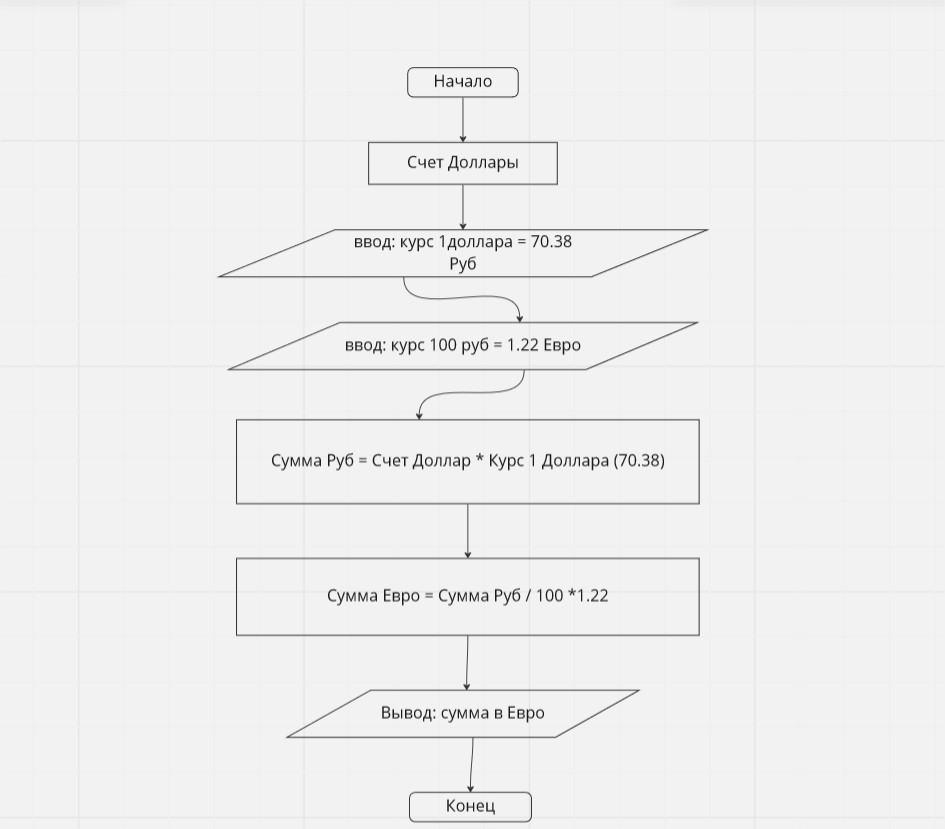 Начало
Счет Доллары
ввод: курс 1доллара = 70.38
Руб
ввод: курс 100 руб = 1.22 Евро
Сумма Руб = Счет Доллар * Курс 1 Доллара (70.38)
Сумма Евро = Сумма Руб / 100 *1.22
Вывод: сумма в Евро
Конец